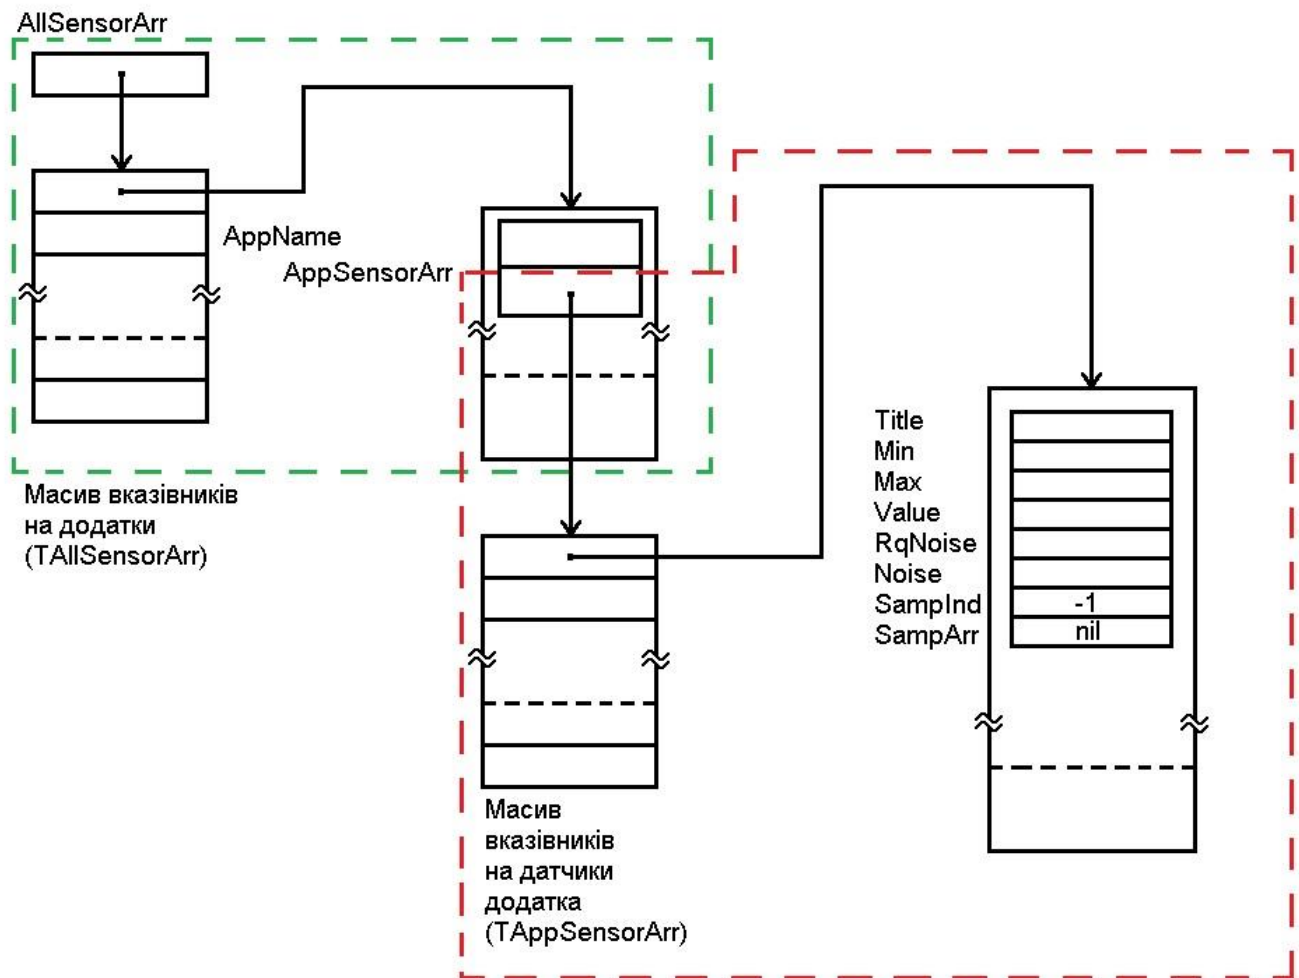 AllSensorArr
AppName
AppSensorArr
Масив вказівників
на додатки
(TAllSensorArr)
Title
Min
Max
Value
RqNoise
Noise
SampInd
-1
SampArr
nil
Масив
вказівників
на датчики
додатка
(TAppSensorArr)